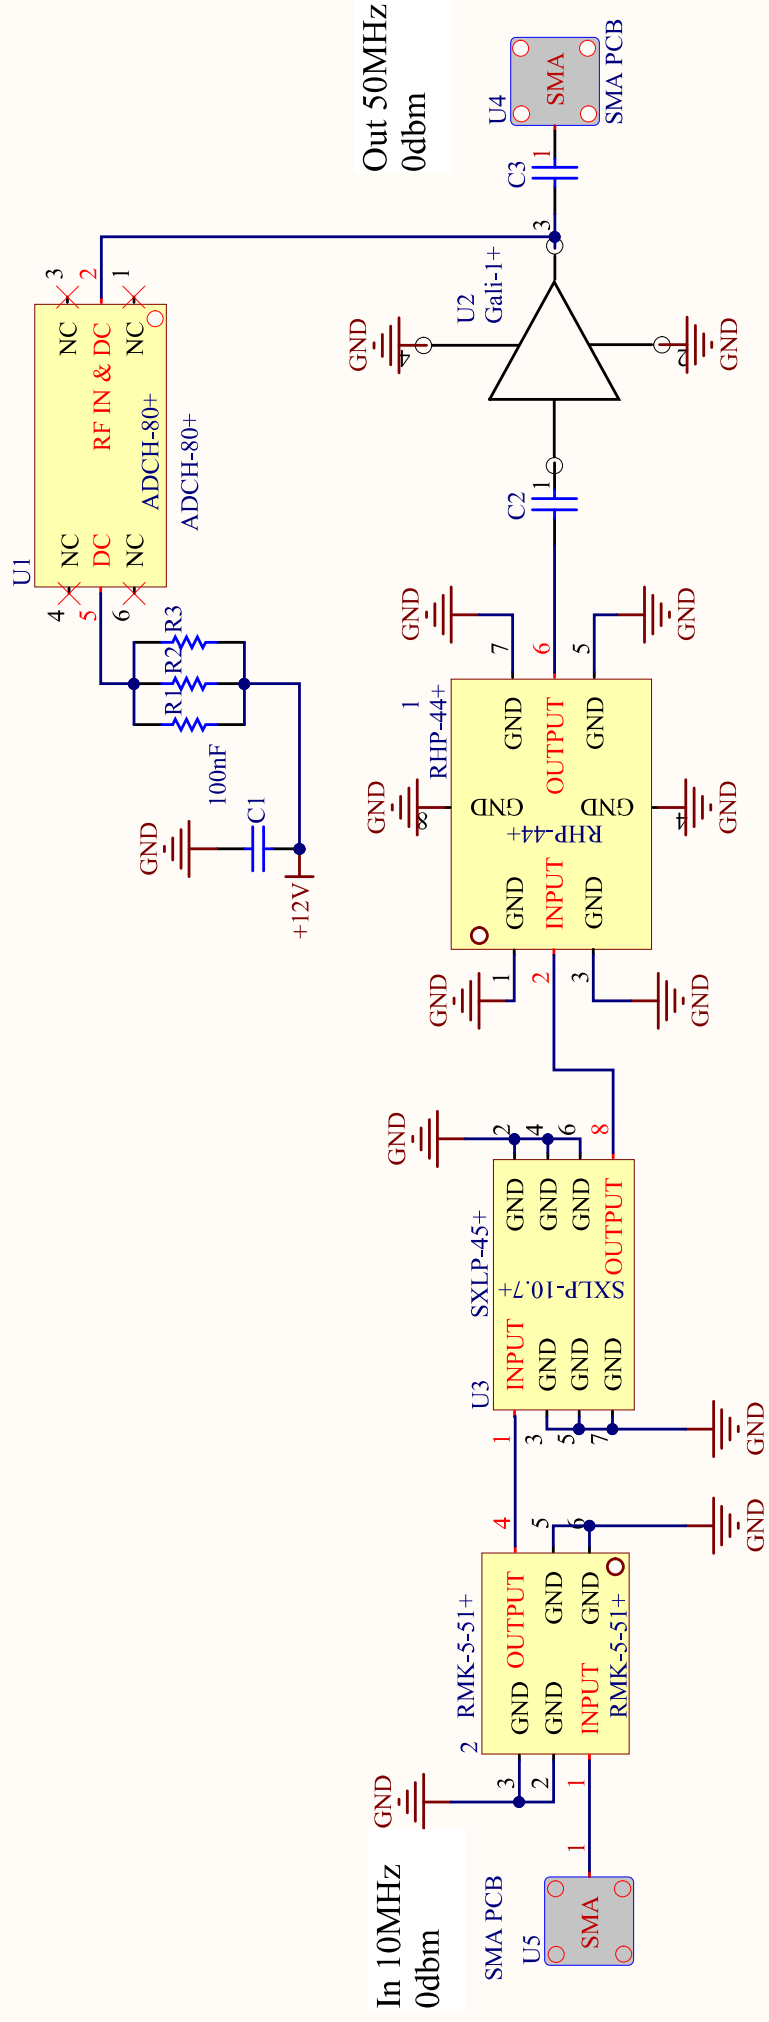 In 10MHz
0dbm
SMA PCB
U5
SMA
1
1
GND
3
2
2
RMK-5-51+
GND
GND
INPUT
OUTPUT
GND
GND
RMK-5-51+
4
5
6
GND
1
3
5
7
GND
U3
SXLP-45+
INPUT
GND
GND
GND
SXLP-10.7+
GND
GND
GND
OUTPUT
2
4
6
8
GND
GND
1
2
3
GND
1
RHP-44+
GND
INPUT
GND
GND
GND
RHP-44+
GND
OUTPUT
GND
GND
8
GND
4
7
6
5
GND
GND
C2
1
U2
Gali-1+
GND
4
GND
2
3
C3
1
U4
SMA
SMA PCB
Out 50MHz
0dbm
+12V
GND
C1
100nF
R1
R2
R3
U1
4
5
6
NC
DC
NC
NC
RF IN & DC
NC
ADCH-80+
ADCH-80+
3
2
1